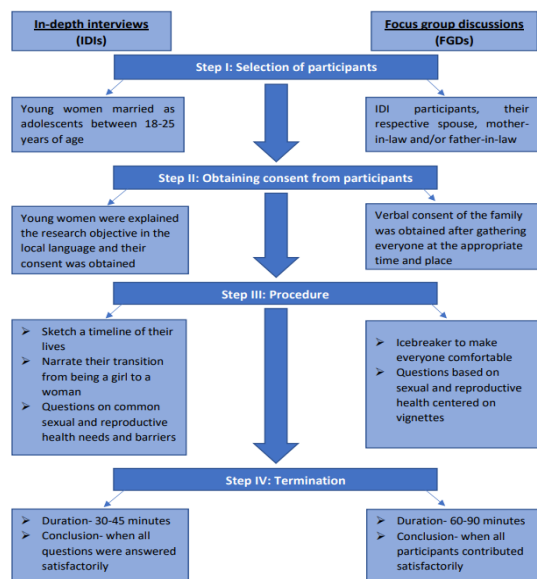 In-depth interviews
(IDIs)
Focus group discussions
(FGDs)
Step I: Selection of participants
Young women married as
adolescents between 18-25
years of age
IDI participants, their
respective spouse, mother-
in-law and/or father-in-law
Step II: Obtaining consent from participants
Young women were explained
the research objective in the
local language and their
consent was obtained
Verbal consent of the family
was obtained after gathering
everyone at the appropriate
time and place
Step III: Procedure
➢ Sketch a timeline of their
lives
➢ Narrate their transition
from being a girl to a
woman
➢ Questions on common
sexual and reproductive
health needs and barriers
➢ Icebreaker to make
everyone comfortable
➢ Questions based on
sexual and reproductive
health centered on
vignettes
Step IV: Termination
➢ Duration- 30-45 minutes
➢ Conclusion- when all
questions were answered
satisfactorily
➢ Duration- 60-90 minutes
➢ Conclusion- when all
participants contributed
satisfactorily